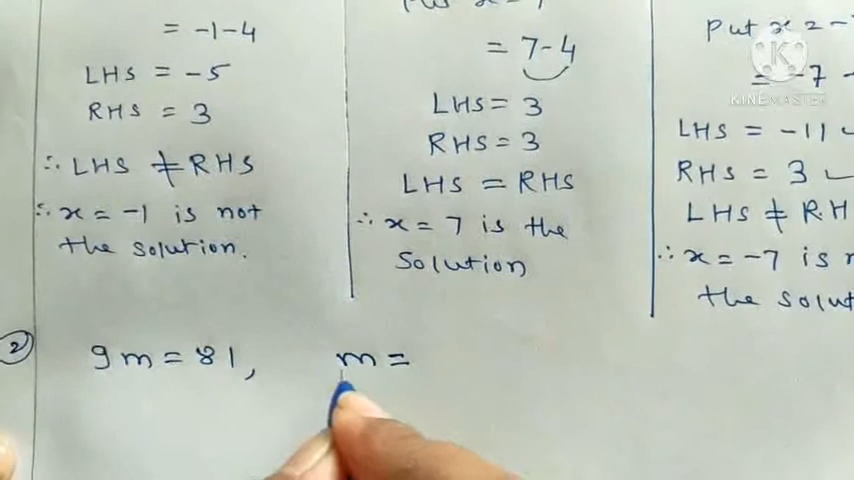 = -1-4
LHS = -5
RHS = 3
∴ LHS ≠ RHS
∴ x = -1 is not
the solution.
= 7-4
LHS = 3
RHS = 3
LHS = RHS
∴ x = 7 is the
Solution
Put x = -
= -7 -
LHS = -11
RHS = 3
LHS ≠ R.H
∴ x = -7 is
the solut
KINEMASTER
2 9m = 81, m =